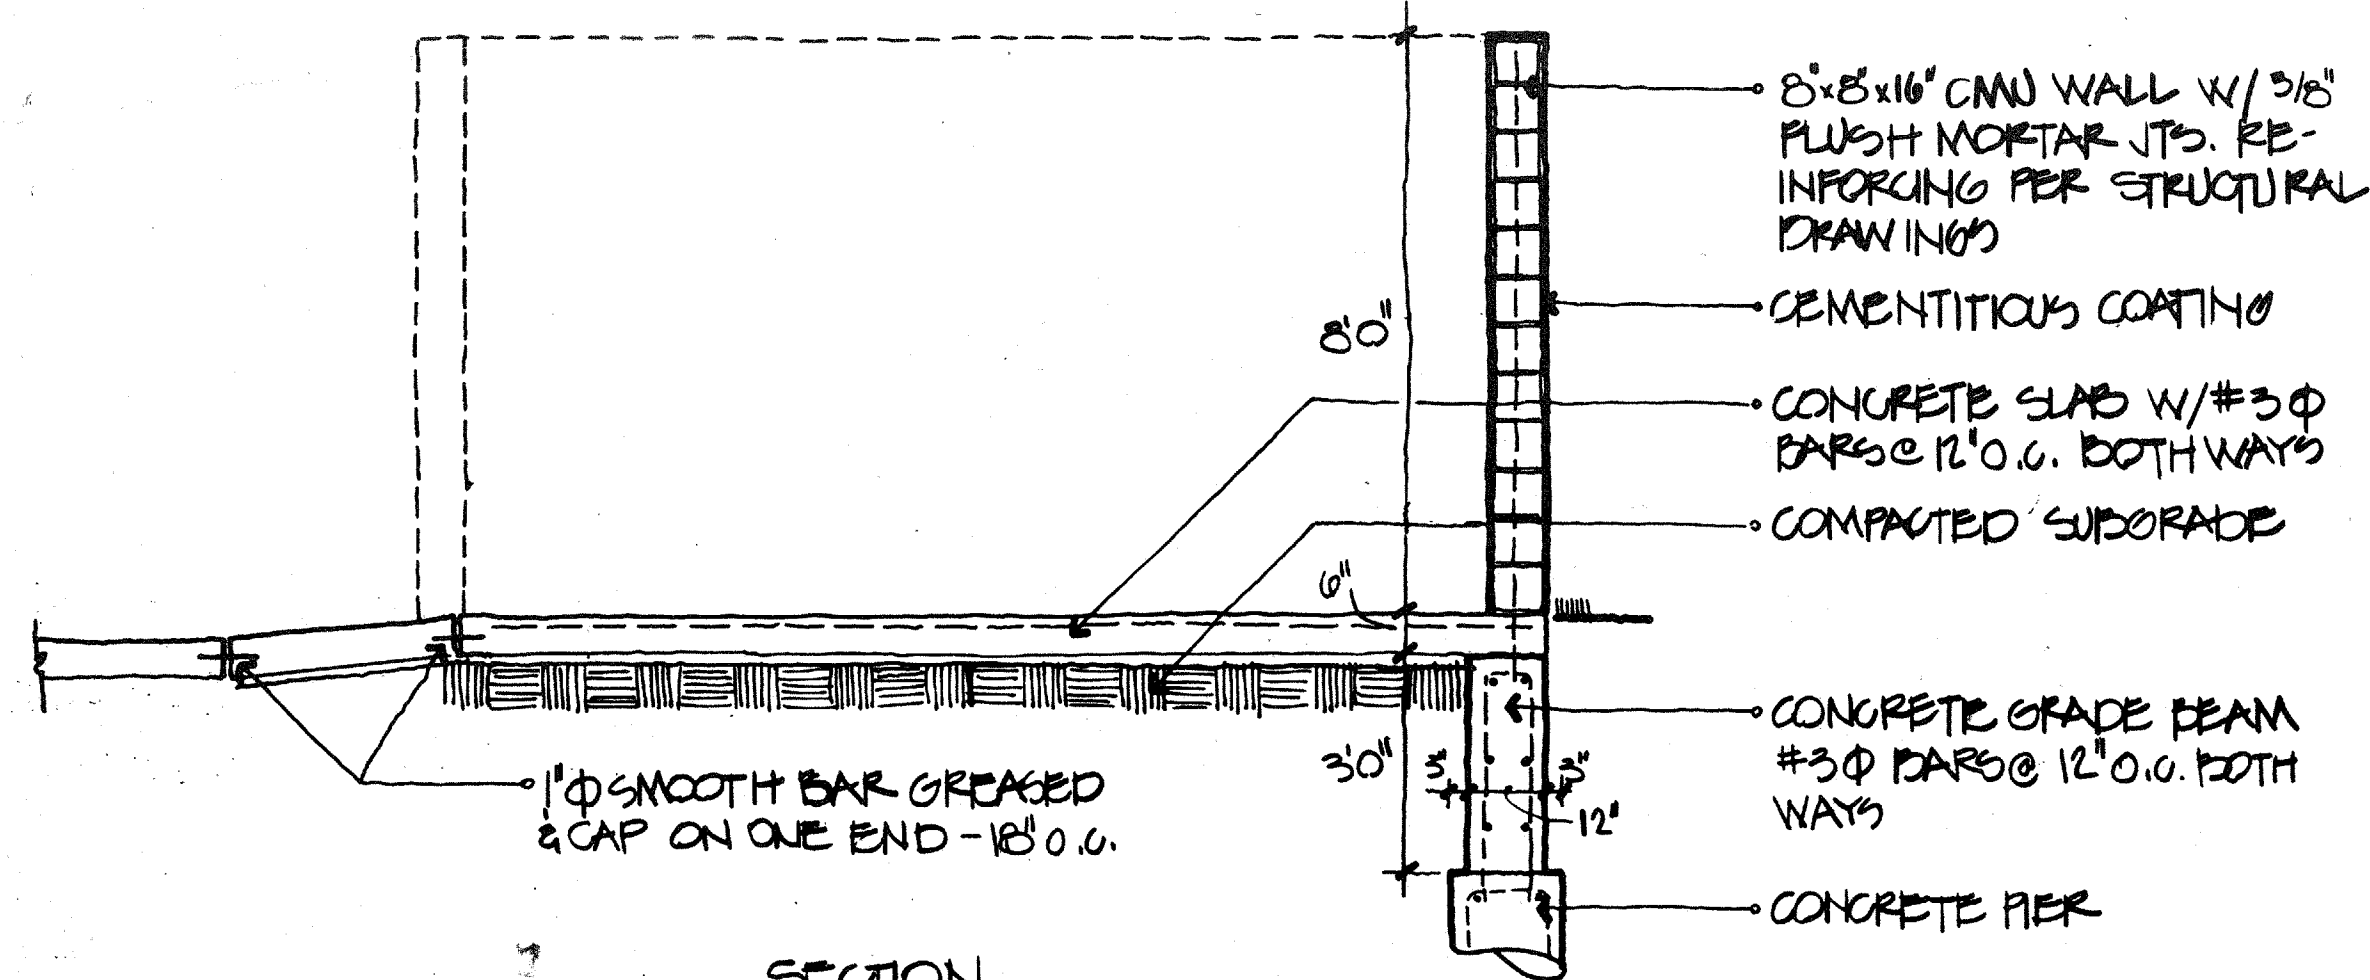 8"x8"x16" CMU WALL W/ 3/8"
FLUSH MORTAR JTS. RE-
INFORCING PER STRUCTURAL
DRAWINGS
CEMENTITIOUS COATING
8'0"
CONCRETE SLAB W/#3Φ
BARS@ 12"O.C. BOTH WAYS
COMPACTED SUBGRADE
6"
CONCRETE GRADE BEAM
#3Φ BARS@ 12"O.C. BOTH
WAYS
3'0"
3"
3"
12"
1"Φ SMOOTH BAR GREASED
& CAP ON ONE END - 18"O.C.
CONCRETE PIER
SECTION